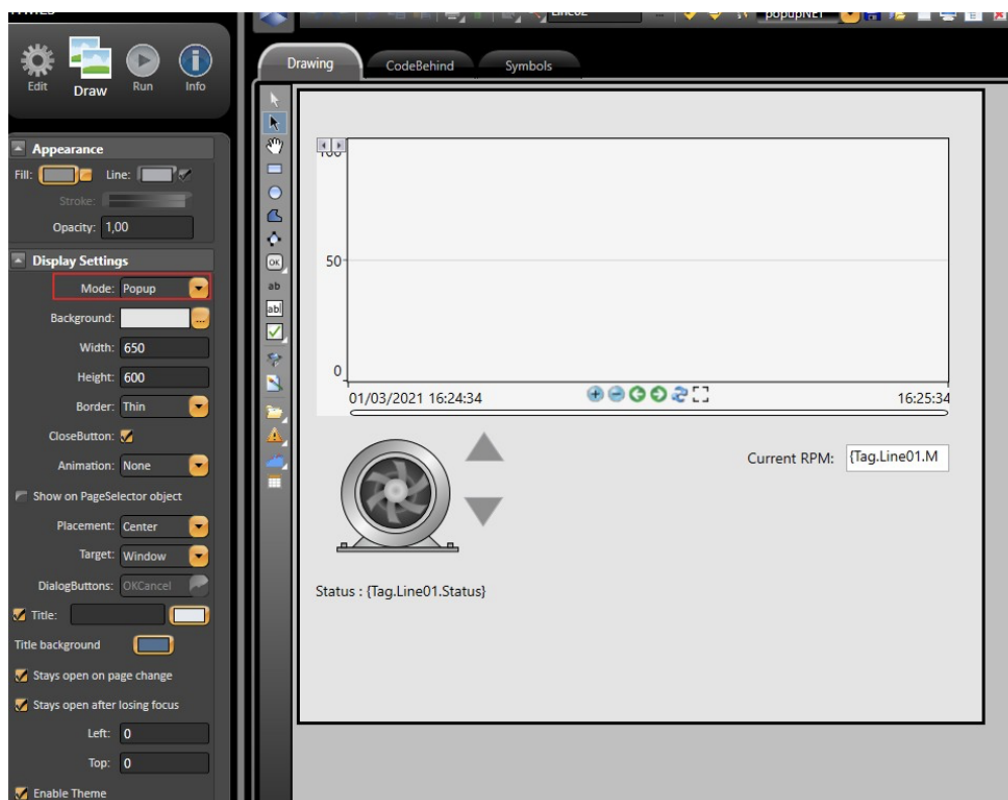 Edit
Draw
Run
Info
Appearance
Fill:
Line:
Stroke:
Opacity: 1,00
Display Settings
Mode: Popup
Background:
...
Width: 650
Height: 600
Border: Thin
CloseButton:
Animation: None
Show on PageSelector object
Placement: Center
Target: Window
DialogButtons: OKCancel
Title:
Title background
Stays open on page change
Stays open after losing focus
Left: 0
Top: 0
Enable Theme
popupNET
Drawing
CodeBehind
Symbols
OK
ab
ab
100
50
0
01/03/2021 16:24:34
16:25:34
Current RPM: {Tag.Line01.M
Status : {Tag.Line01.Status}